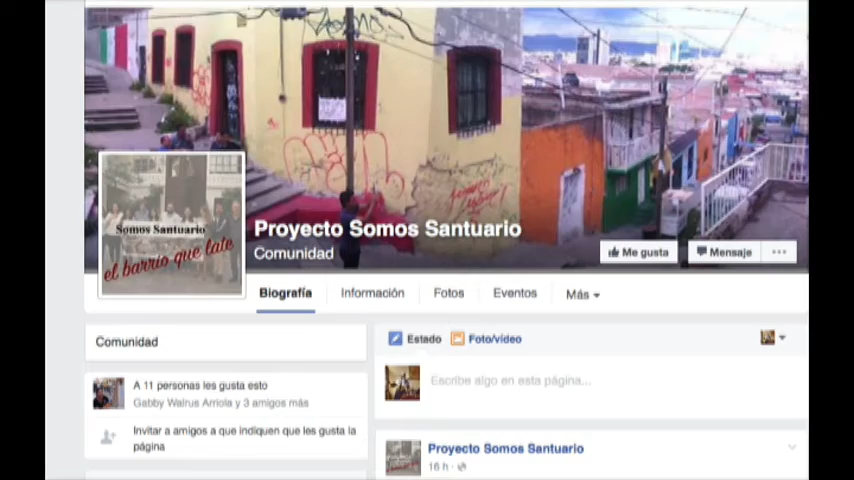 Somos Santuario
el barrio que late
Proyecto Somos Santuario
Comunidad
Me gusta
Mensaje
Biografía
Información
Fotos
Eventos
Más
Comunidad
A 11 personas les gusta esto
Gabby Walrus Arriola y 3 amigos más
Invitar a amigos a que indiquen que les gusta la
página
Estado
Foto/vídeo
Escribe algo en esta página...
Proyecto Somos Santuario
16 h ·